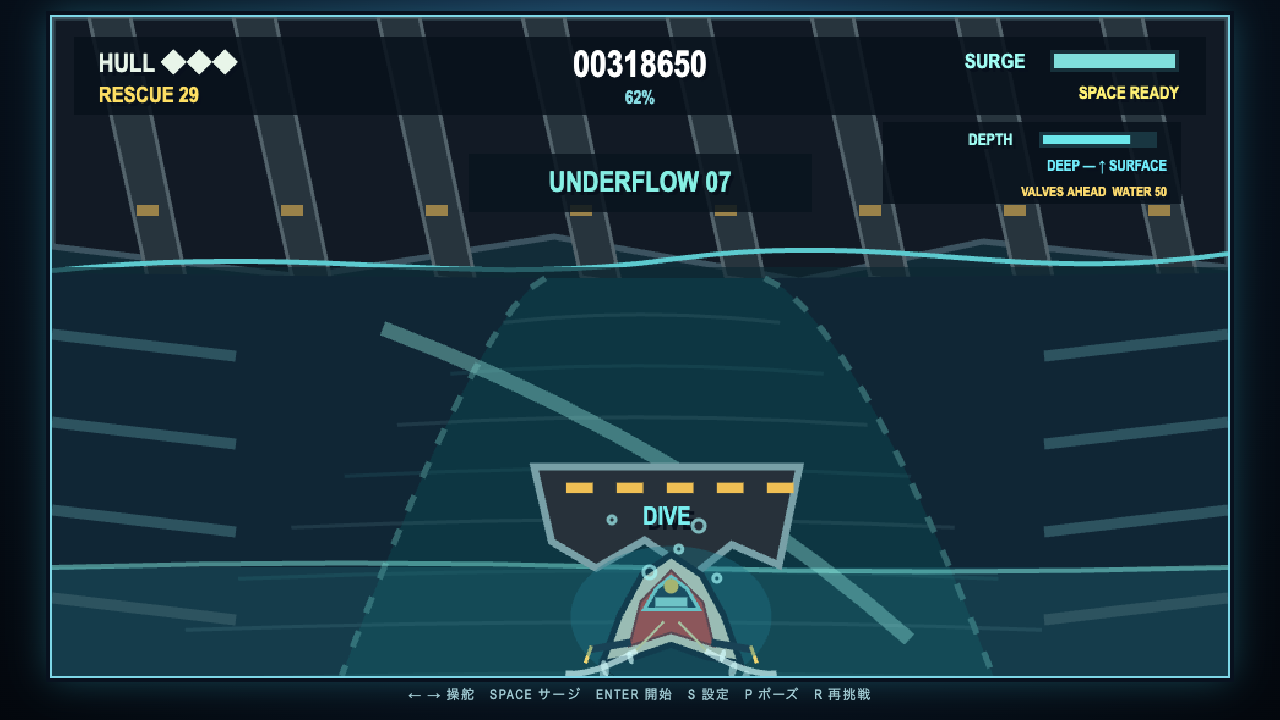 HULL
RESCUE 29
00318650
62%
SURGE
SPACE READY
DEPTH
DEEP — ↑ SURFACE
VALVES AHEAD WATER 50
UNDERFLOW 07
DIVE
← → 操舵 SPACE サージ ENTER 開始 S 設定 P ポーズ R 再挑戦